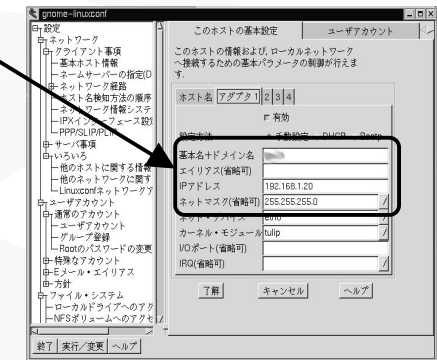 gnome-linuxconf
設定
ネットワーク
クライアント事項
基本ホスト情報
ネームサーバーの指定(D
ネットワーク経路
ホスト名検知方法の順序
ネットワーク情報システ
IPXインターフェース設定
PPP/SLIP/PLIP
サーバ事項
いろいろ
他のホストに関する情報
他のネットワークに関す
Linuxconfネットワークア
ユーザアカウント
通常のアカウント
ユーザアカウント
グループ登録
Rootのパスワードの変更
特殊なアカウント
Eメール・エイリアス
方針
ファイル・システム
ローカルドライブへのアク
NFSボリュームへのアクセ
終了 実行/変更 ヘルプ
このホストの基本設定 ユーザアカウント
このホストの情報および, ローカルネットワーク
へ接続するための基本パラメータの制御が行えま
す.
ホスト名 アダプタ1 2 3 4
有効
設定方法 手動設定 DHCP Bootp
基本名+ドメイン名
エイリアス(省略可)
IPアドレス 192.168.1.20
ネットマスク(省略可) 255.255.255.0
ネット・デバイス eth0
カーネル・モジュール tulip
I/Oポート(省略可)
IRQ(省略可)
了解 キャンセル ヘルプ